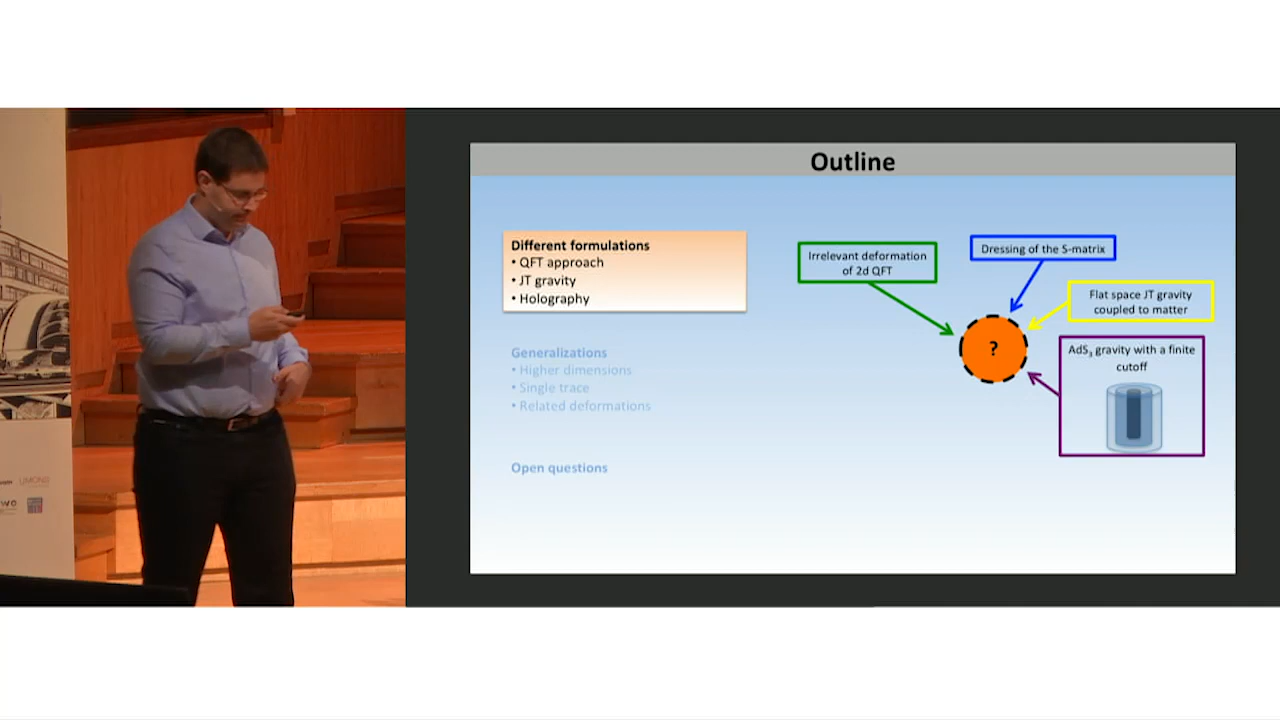 Outline
Different formulations
• QFT approach
• JT gravity
• Holography
Generalizations
• Higher dimensions
• Single trace
• Related deformations
Open questions
Irrelevant deformation
of 2d QFT
Dressing of the S-matrix
Flat space JT gravity
coupled to matter
?
AdS₃ gravity with a finite
cutoff
UMONS